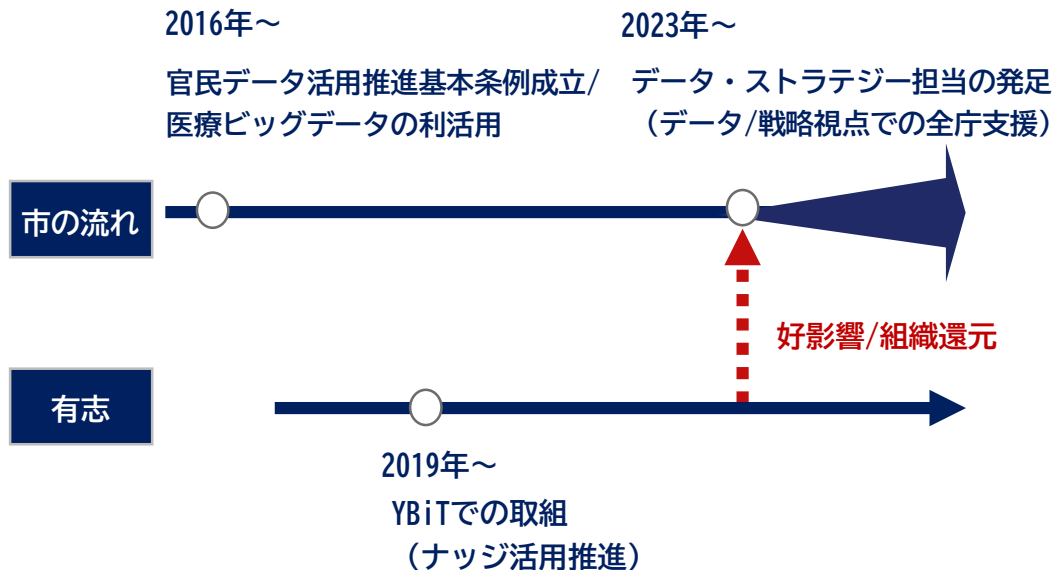 2016年～
2023年～
官民データ活用推進基本条例成立/
医療ビッグデータの利活用
データ・ストラテジー担当の発足
（データ/戦略視点での全庁支援）
市の流れ
好影響/組織還元
有志
2019年～
YBiTでの取組
（ナッジ活用推進）